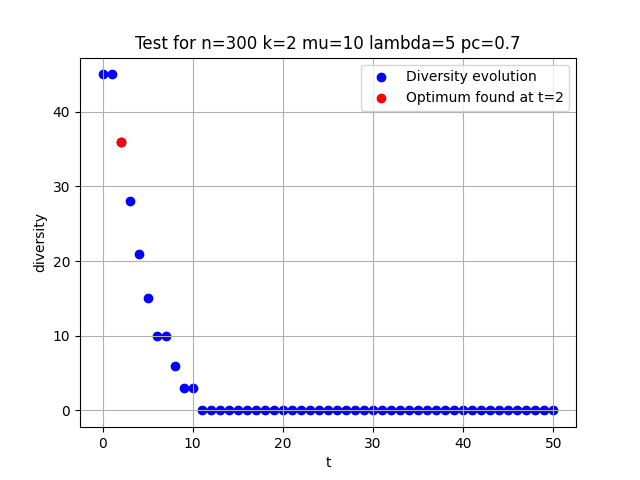 Test for n=300 k=2 mu=10 lambda=5 pc=0.7
Diversity evolution
Optimum found at t=2
diversity
40
30
20
10
0
0 10 20 30 40 50
t